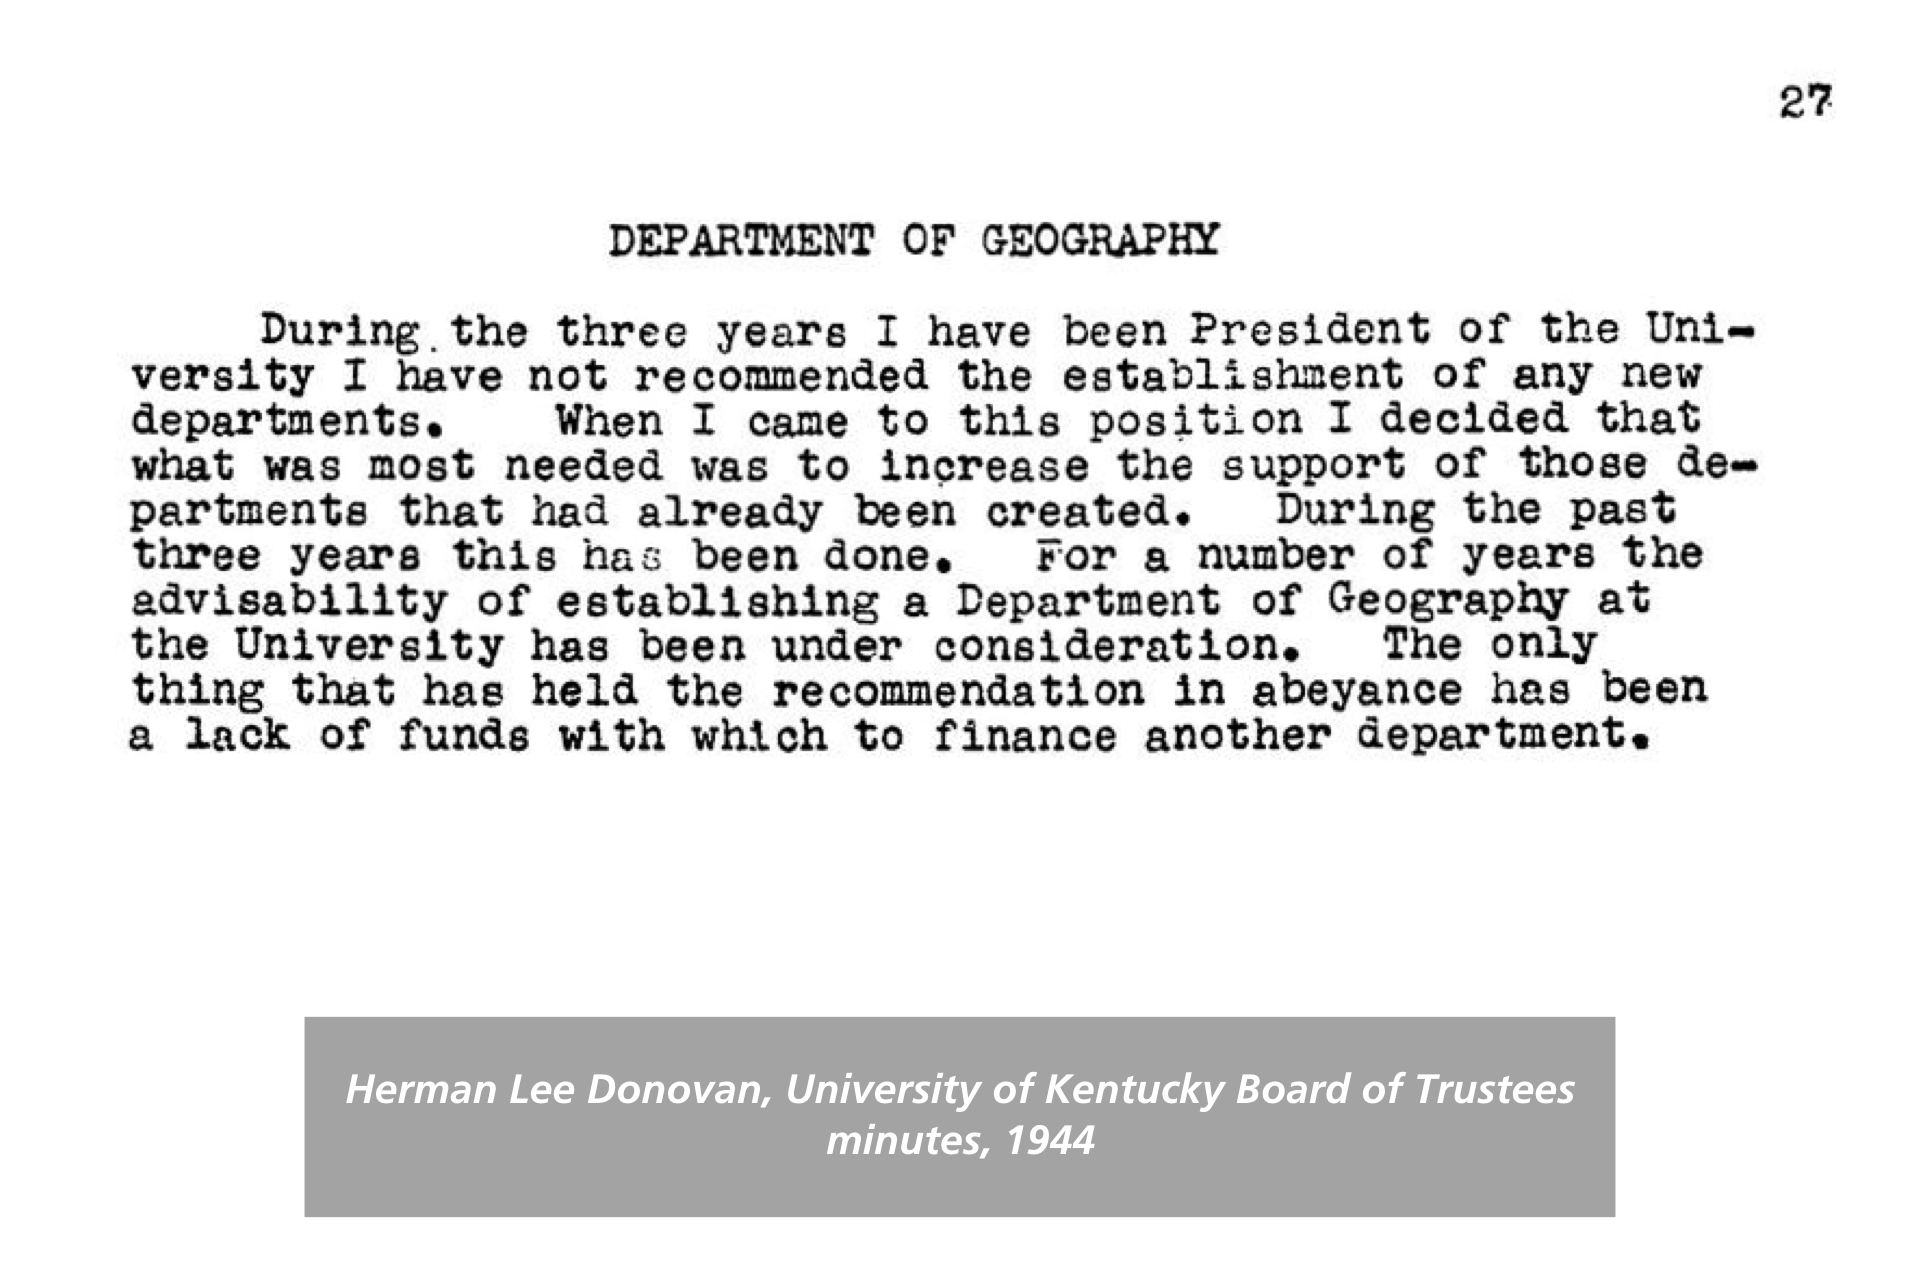 27
DEPARTMENT OF GEOGRAPHY
During the three years I have been President of the Uni-
versity I have not recommended the establishment of any new
departments. When I came to this position I decided that
what was most needed was to increase the support of those de-
partments that had already been created. During the past
three years this has been done. For a number of years the
advisability of establishing a Department of Geography at
the University has been under consideration. The only
thing that has held the recommendation in abeyance has been
a lack of funds with which to finance another department.
Herman Lee Donovan, University of Kentucky Board of Trustees
minutes, 1944